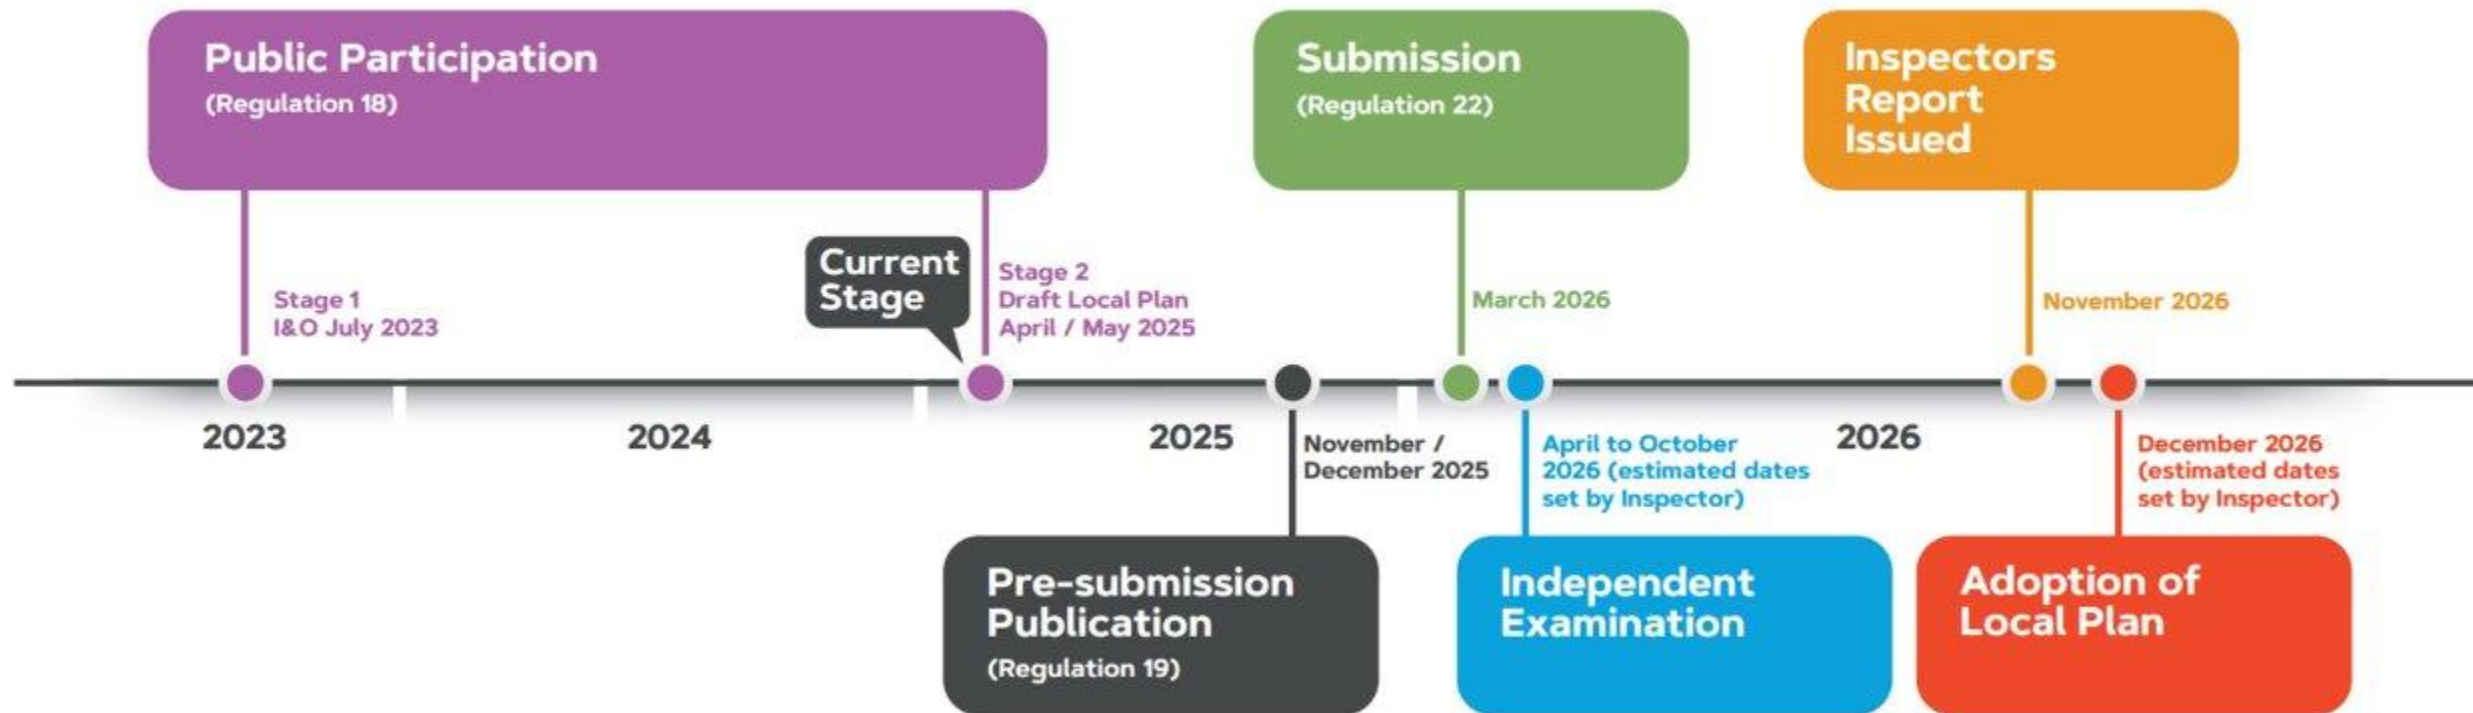 Public Participation
(Regulation 18)
Submission
(Regulation 22)
Inspectors
Report
Issued
Current
Stage
Stage 1
I&O July 2023
Stage 2
Draft Local Plan
April / May 2025
March 2026
November 2026
2023
2024
2025
2026
November /
December 2025
April to October
2026 (estimated dates
set by Inspector)
December 2026
(estimated dates
set by Inspector)
Pre-submission
Publication
(Regulation 19)
Independent
Examination
Adoption of
Local Plan